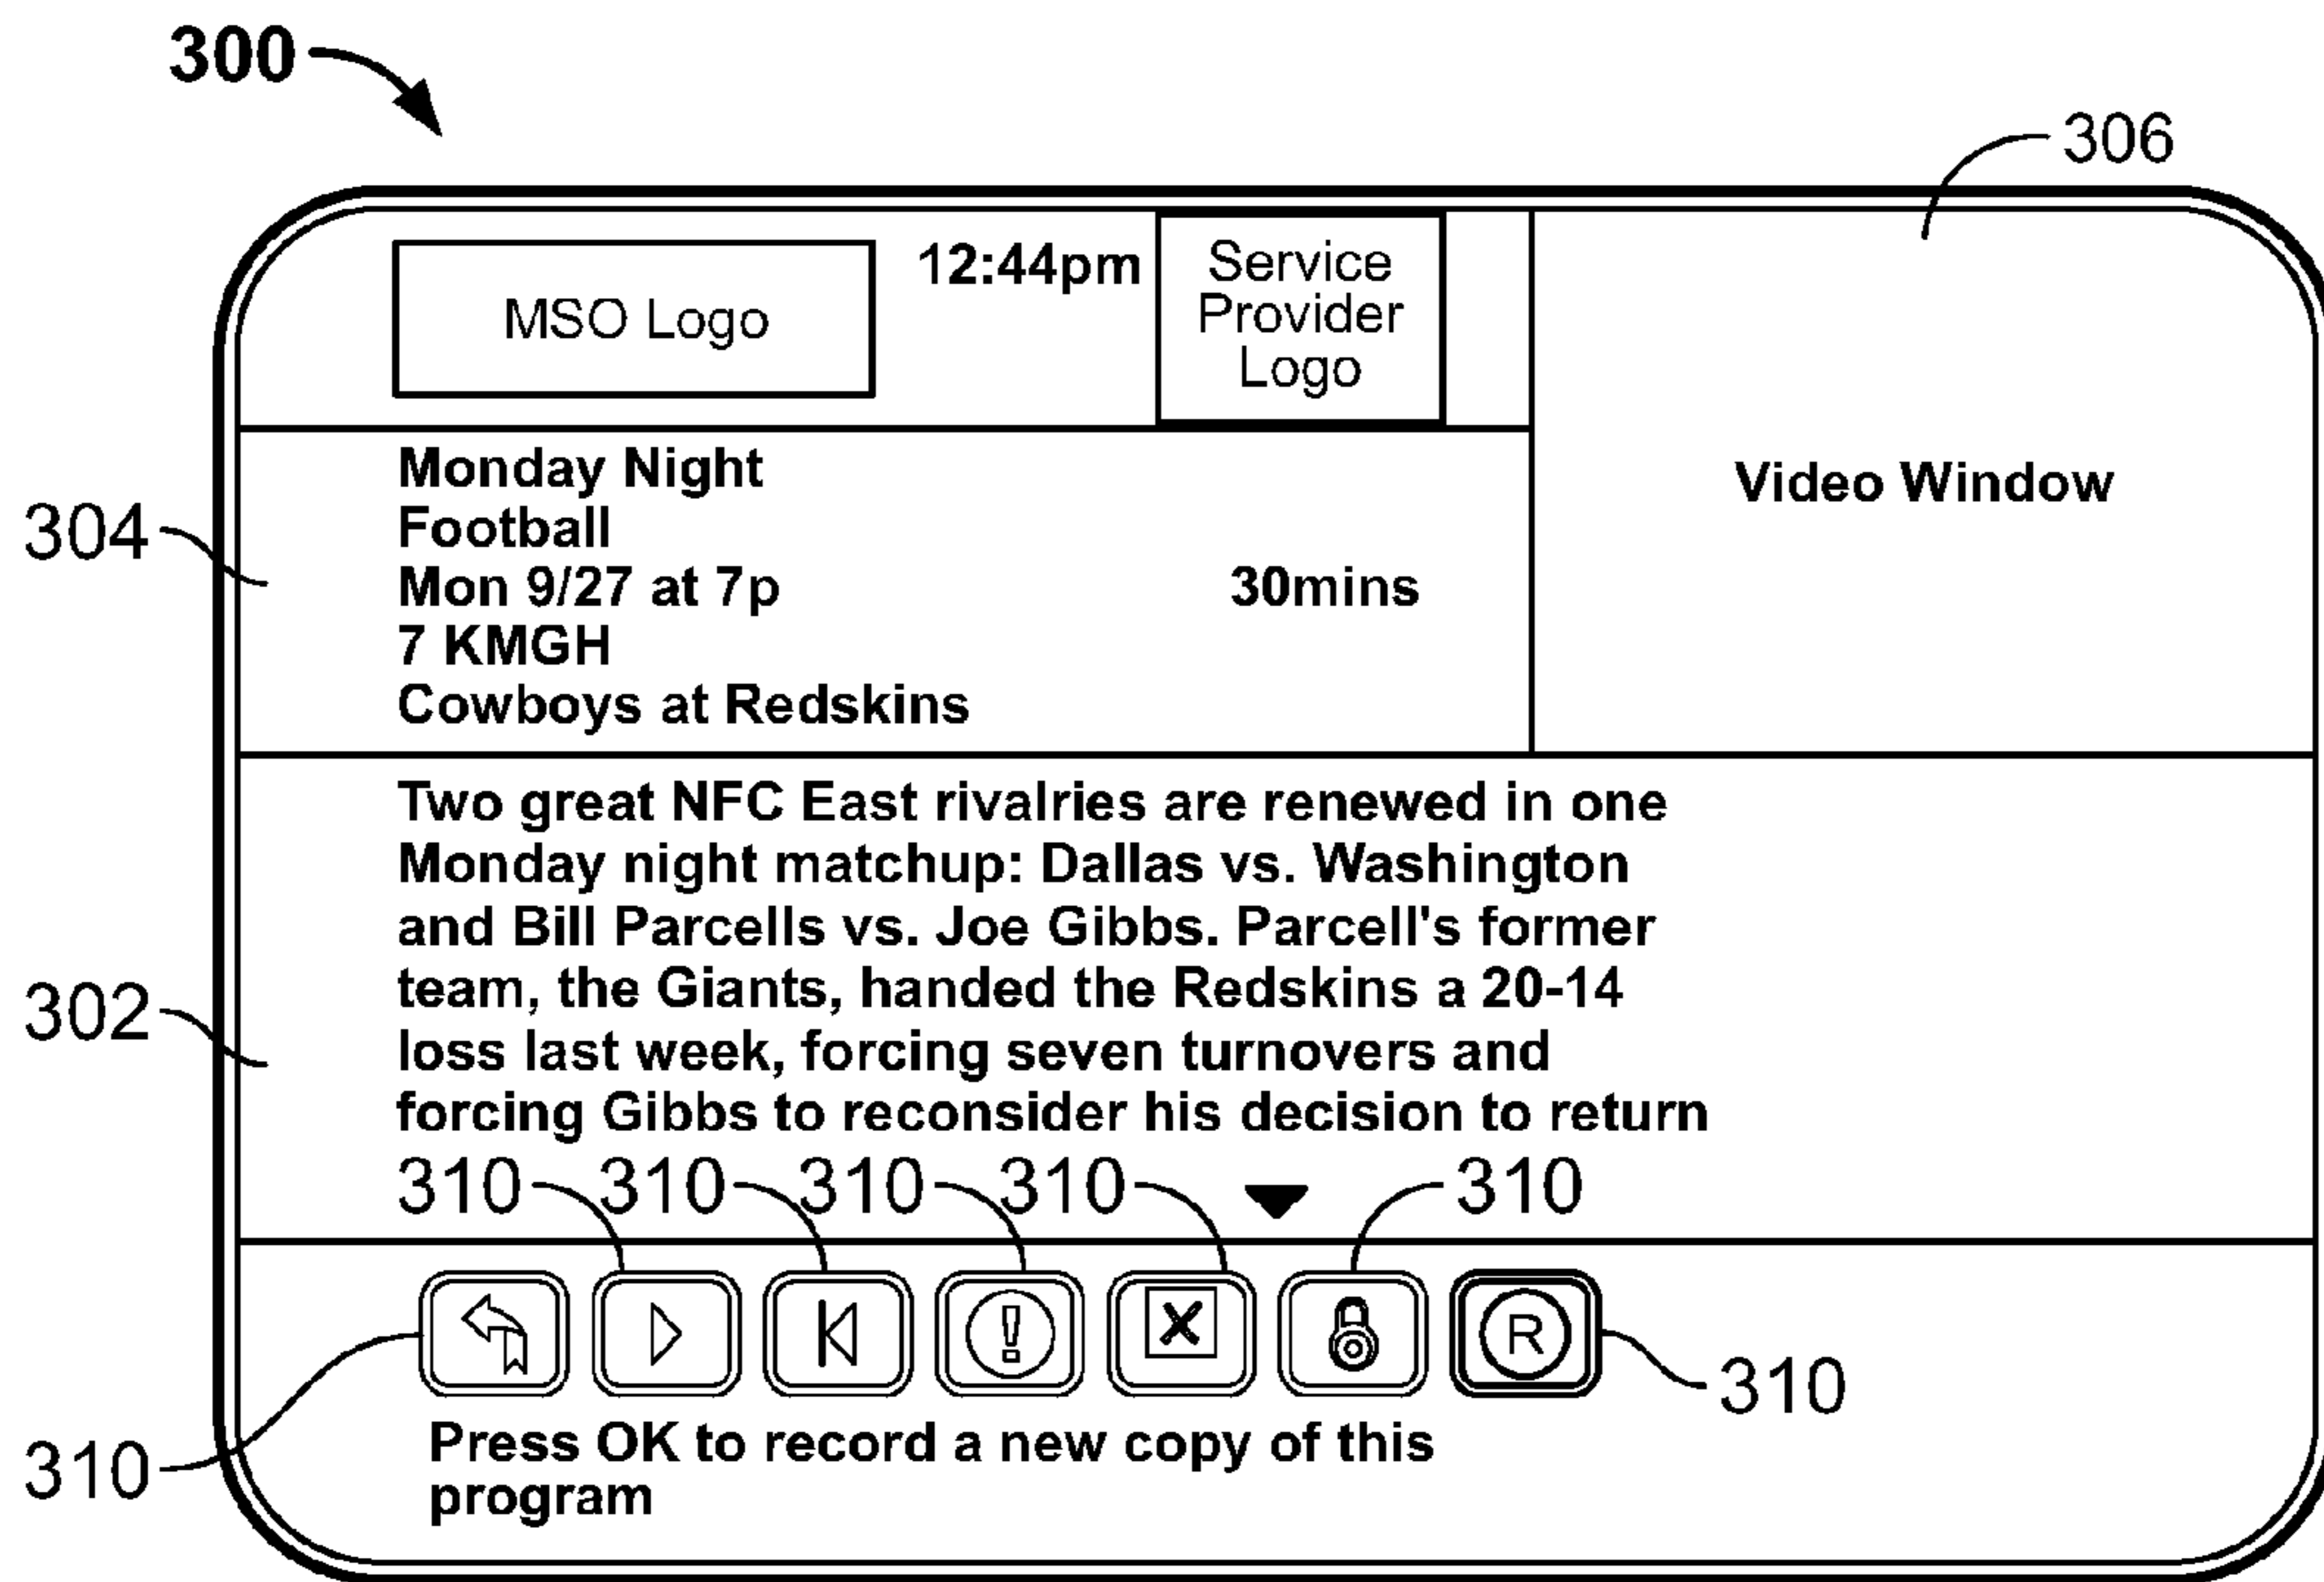 300
306
MSO Logo
12:44pm
Service
Provider
Logo
Monday Night
Football
Mon 9/27 at 7p
30mins
7 KMGH
Cowboys at Redskins
Video Window
304
Two great NFC East rivalries are renewed in one
Monday night matchup: Dallas vs. Washington
and Bill Parcells vs. Joe Gibbs. Parcell's former
team, the Giants, handed the Redskins a 20-14
loss last week, forcing seven turnovers and
forcing Gibbs to reconsider his decision to return
302
310 310 310 310 310
R
310
Press OK to record a new copy of this
program
310